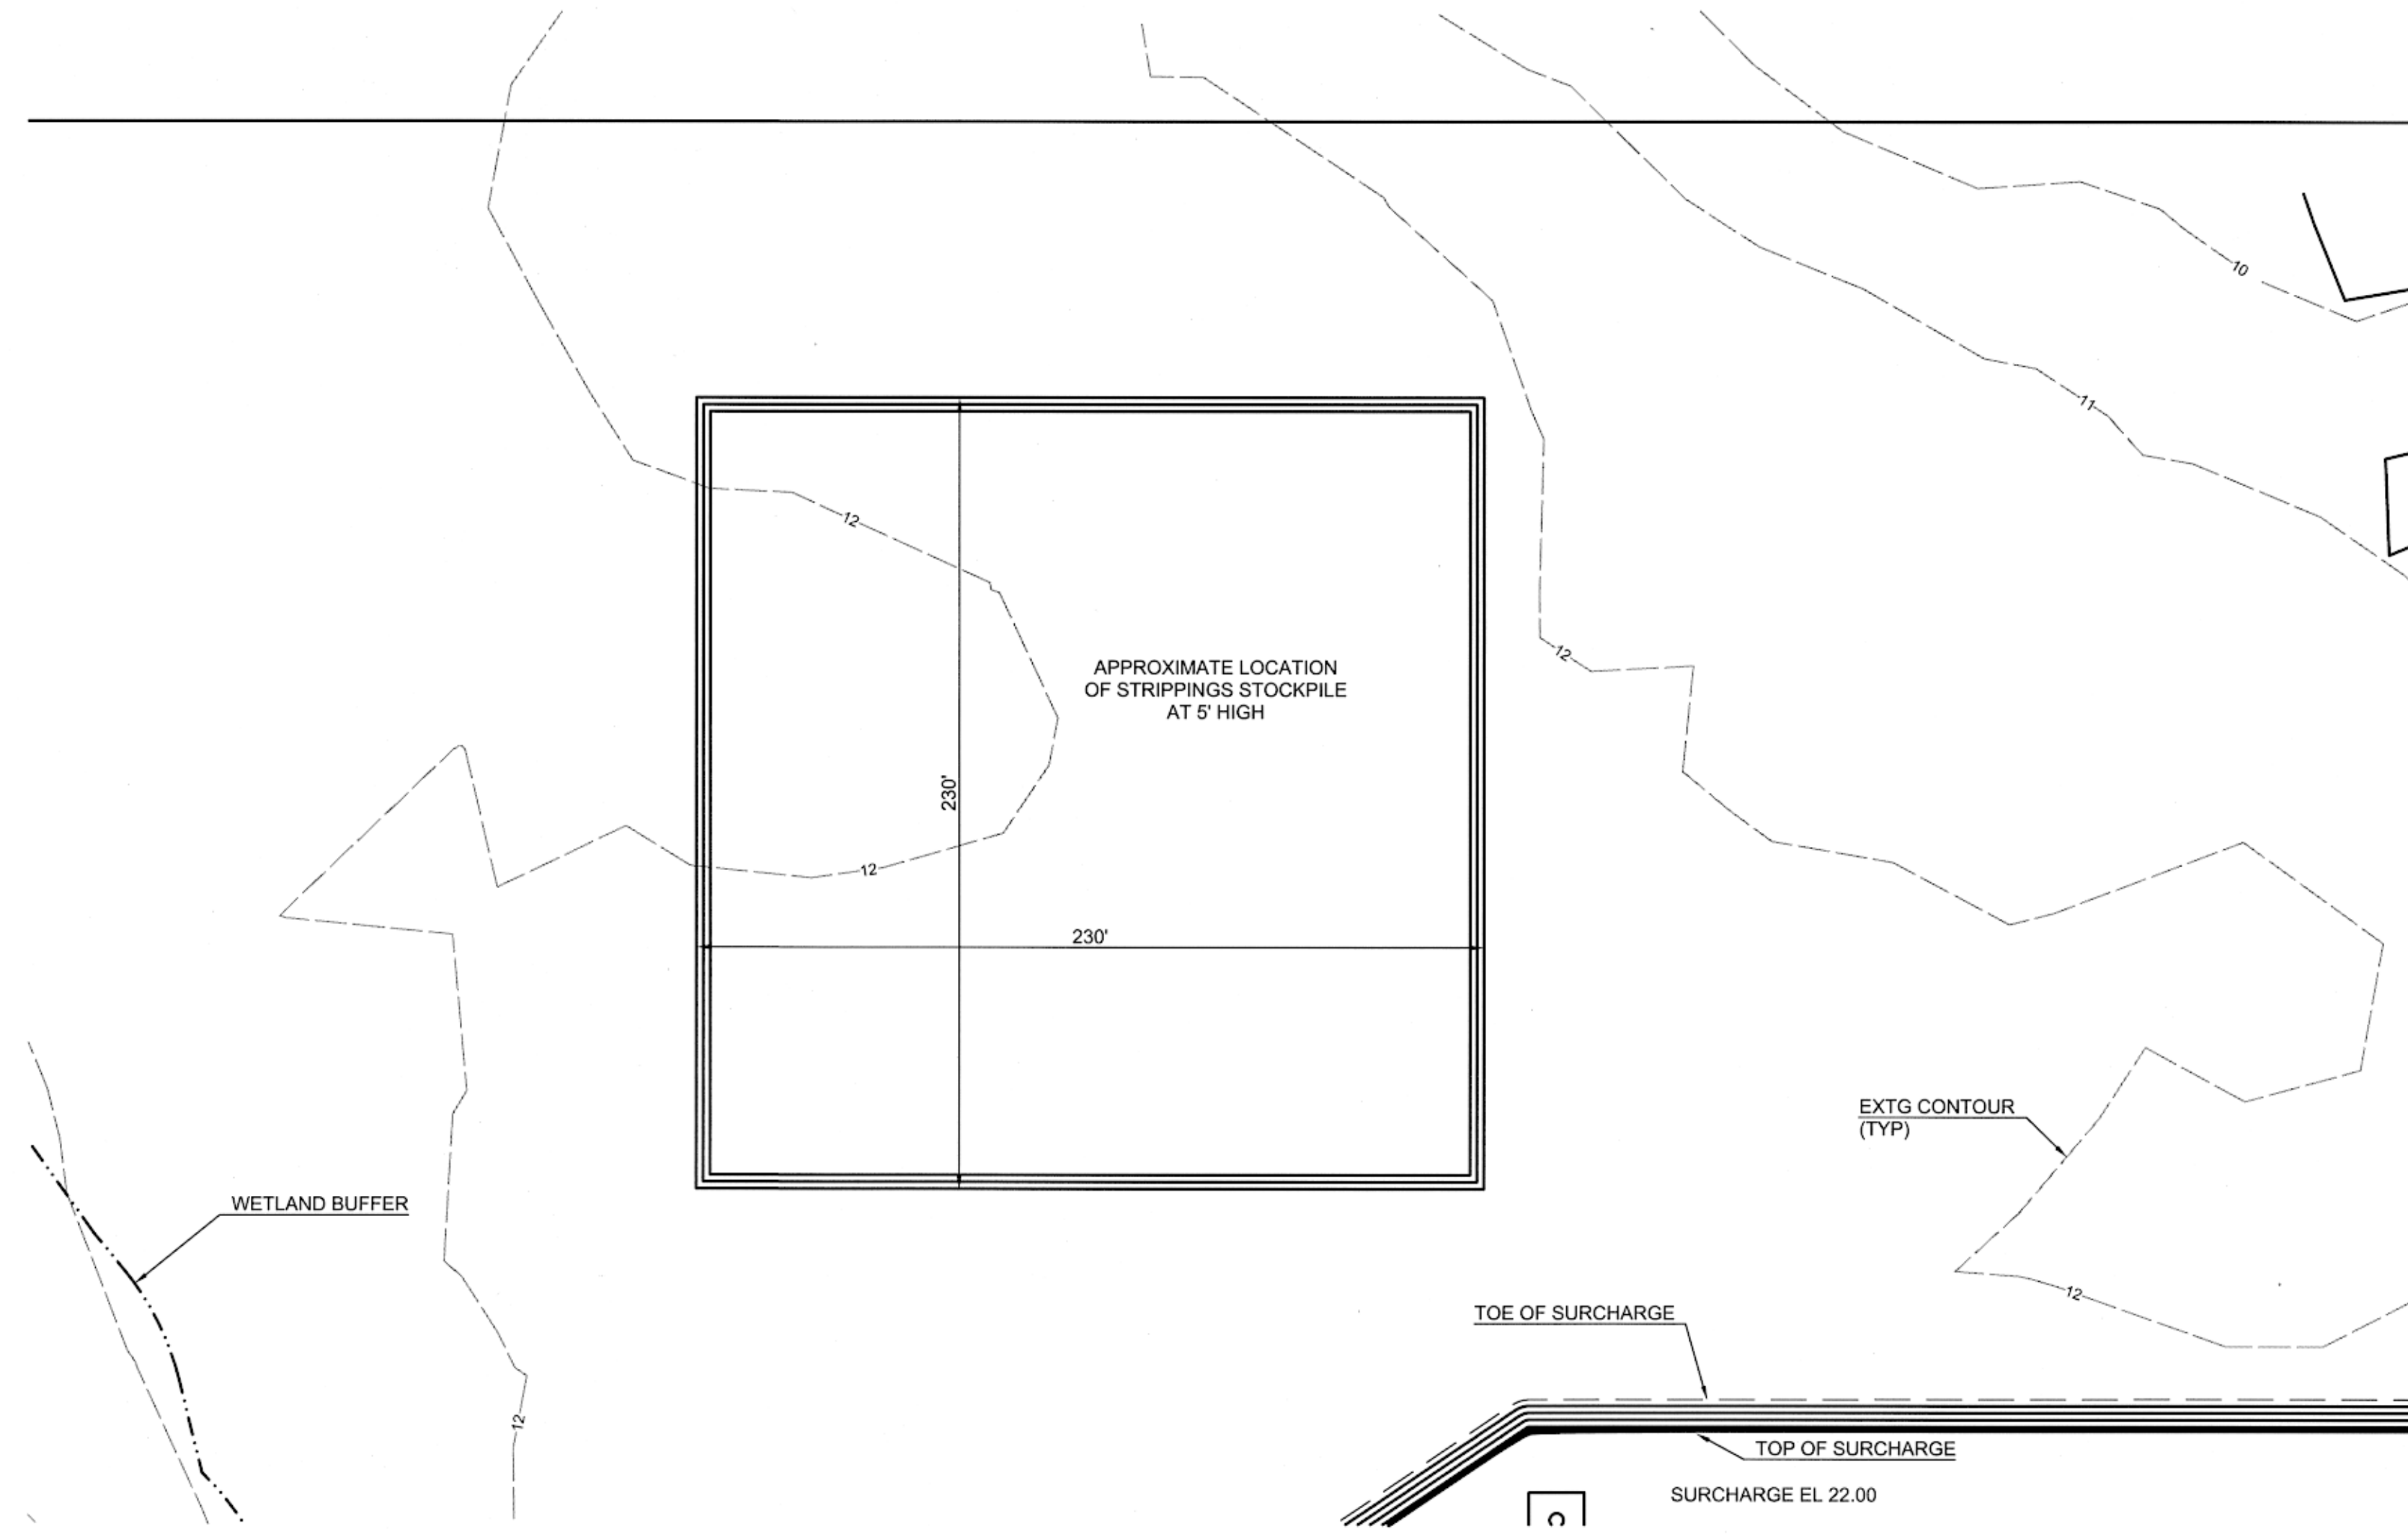 10
11
12
12
APPROXIMATE LOCATION
OF STRIPPINGS STOCKPILE
AT 5' HIGH
230'
12
230'
EXTG CONTOUR
(TYP)
WETLAND BUFFER
12
TOE OF SURCHARGE
12
TOP OF SURCHARGE
SURCHARGE EL 22.00